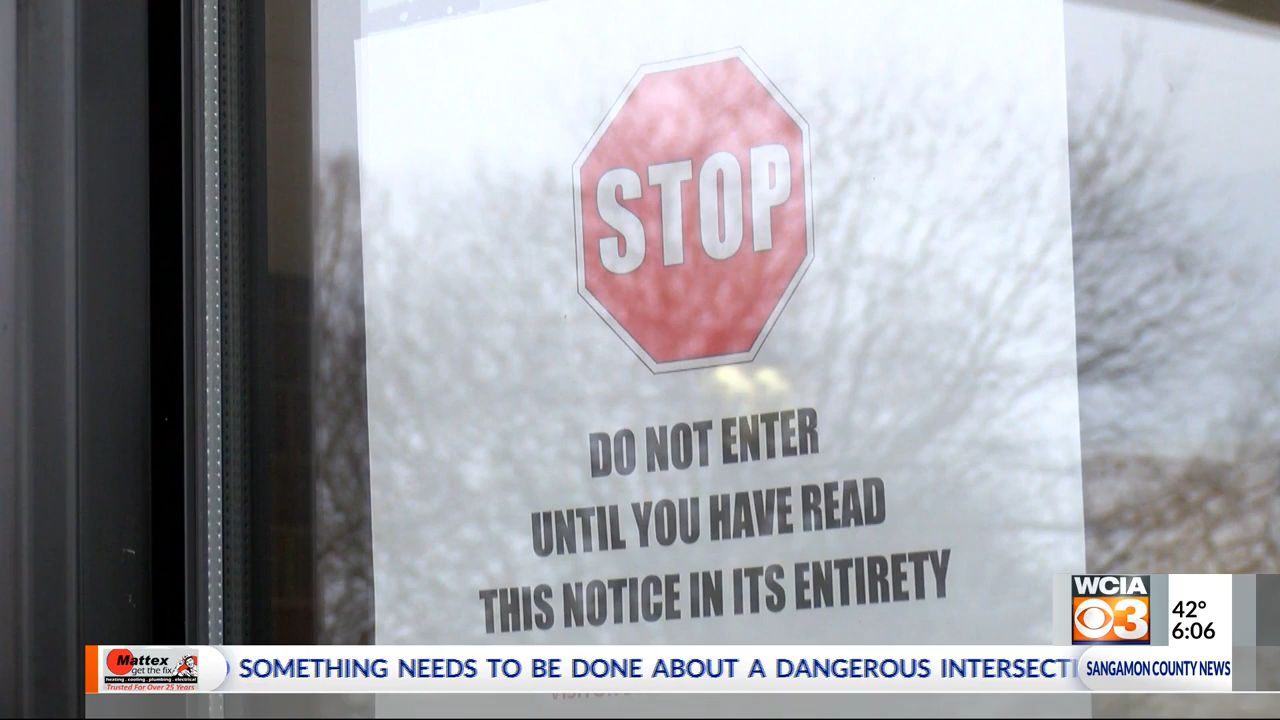 STOP
DO NOT ENTER
UNTIL YOU HAVE READ
THIS NOTICE IN ITS ENTIRETY
WCIA
3
42°
6:06
Mattex
get the fix
heating . cooling . plumbing . electrical
Trusted For Over 25 Years
SOMETHING NEEDS TO BE DONE ABOUT A DANGEROUS INTERSECTI
SANGAMON COUNTY NEWS